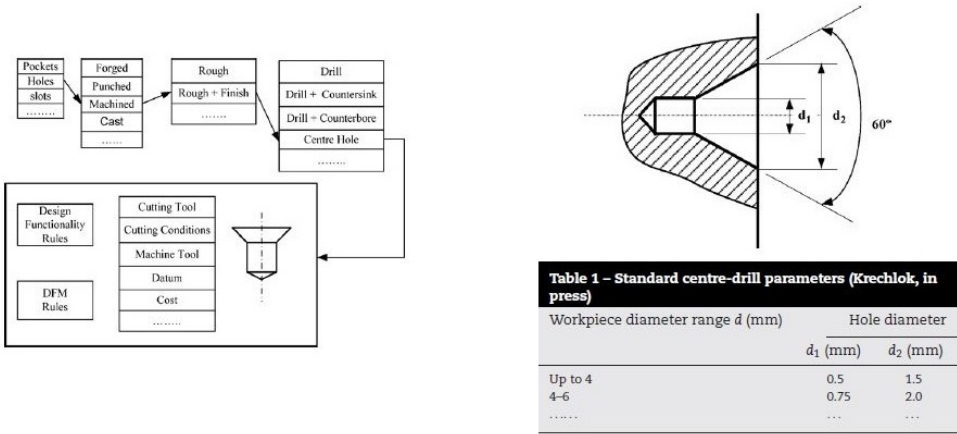 Pockets
Holes
slots
........
Forged
Punched
Machined
Cast
......
Rough
Rough + Finish
.......
Drill
Drill + Countersink
Drill + Counterbore
Centre Hole
........
Design
Functionality
Rules
DFM
Rules
Cutting Tool
Cutting Conditions
Machine Tool
Datum
Cost
........
d1 d2 60°
Table 1 – Standard centre-drill parameters (Krechlok, in
press)
Workpiece diameter range d (mm) Hole diameter
d1 (mm) d2 (mm)
Up to 4 0.5 1.5
4–6 0.75 2.0
...... ... ...